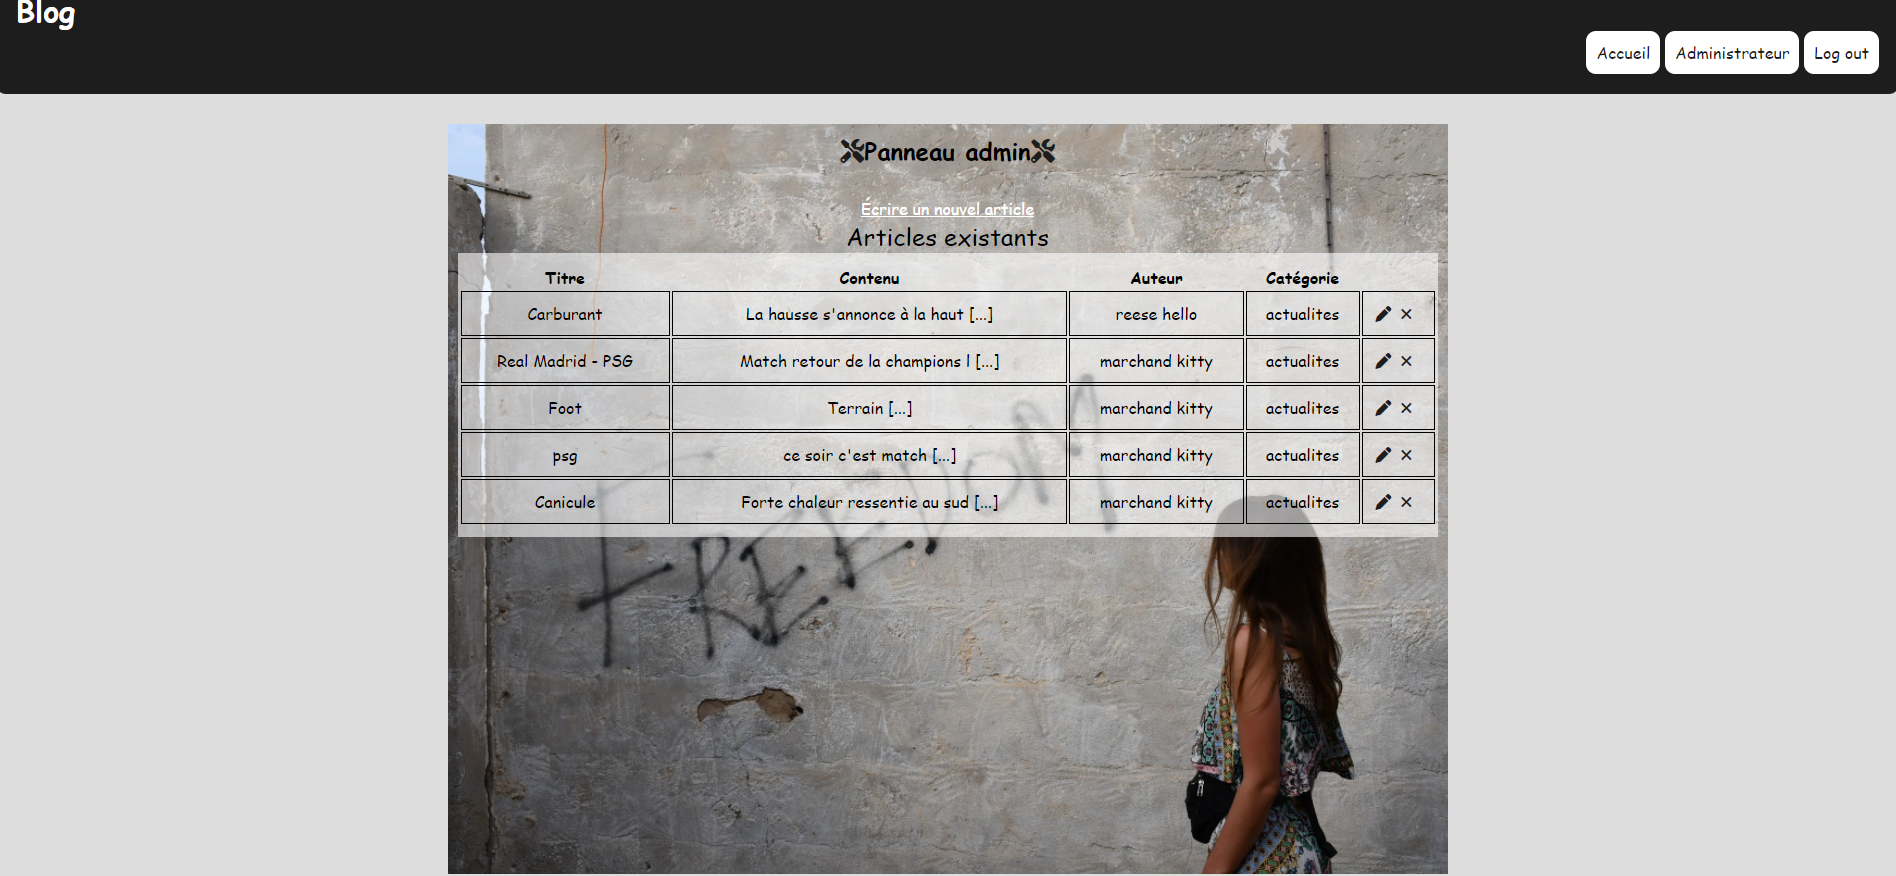 Blog
Accueil Administrateur Log out
Panneau admin
Écrire un nouvel article
Articles existants
Titre Contenu Auteur Catégorie
Carburant La hausse s'annonce à la haut [...] reese hello actualites
Real Madrid - PSG Match retour de la champions l [...] marchand kitty actualites
Foot Terrain [...] marchand kitty actualites
psg ce soir c'est match [...] marchand kitty actualites
Canicule Forte chaleur ressentie au sud [...] marchand kitty actualites
FREEDOM